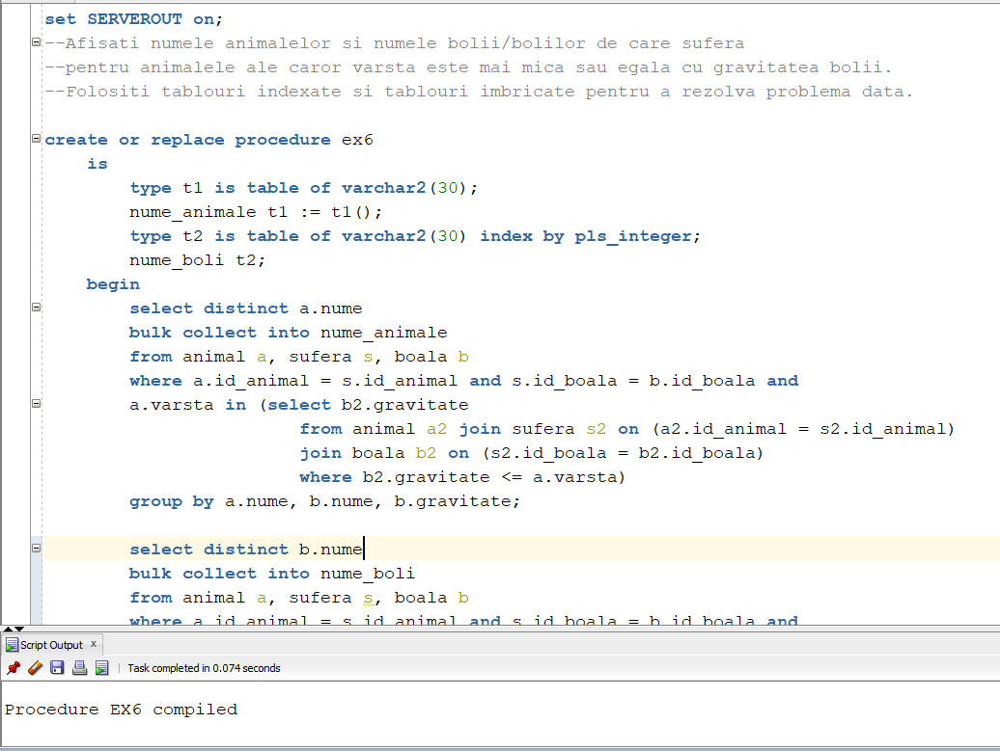 set SERVEROUT on;
--Afisati numele animalelor si numele bolii/bolilor de care sufera
--pentru animalele ale caror varsta este mai mica sau egala cu gravitatea bolii.
--Folositi tablouri indexate si tablouri imbricate pentru a rezolva problema data.
create or replace procedure ex6
is
type t1 is table of varchar2(30);
nume_animale t1 := t1();
type t2 is table of varchar2(30) index by pls_integer;
nume_boli t2;
begin
select distinct a.nume
bulk collect into nume_animale
from animal a, sufera s, boala b
where a.id_animal = s.id_animal and s.id_boala = b.id_boala and
a.varsta in (select b2.gravitate
from animal a2 join sufera s2 on (a2.id_animal = s2.id_animal)
join boala b2 on (s2.id_boala = b2.id_boala)
where b2.gravitate <= a.varsta)
group by a.nume, b.nume, b.gravitate;
select distinct b.nume
bulk collect into nume_boli
from animal a, sufera s, boala b
where a.id_animal = s.id_animal and s.id_boala = b.id_boala and
Script Output x
Task completed in 0.074 seconds
Procedure EX6 compiled